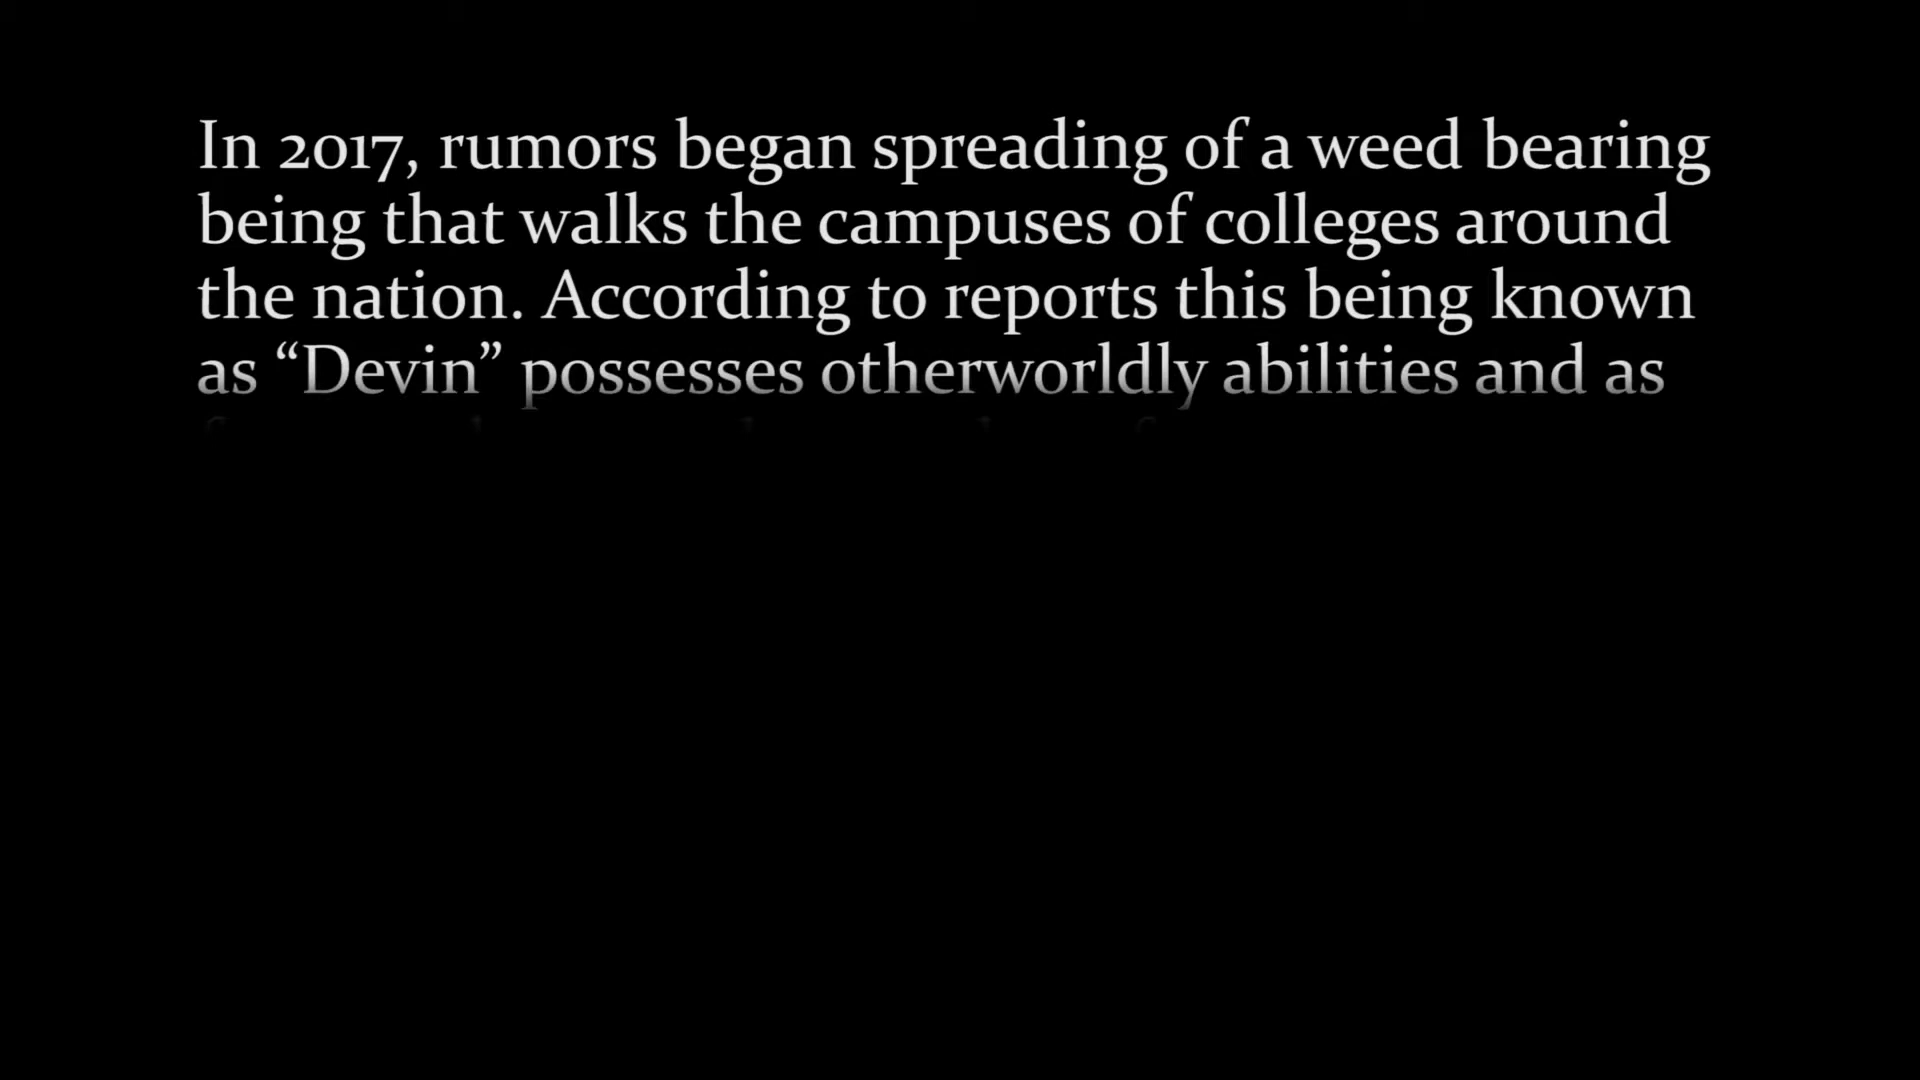 In 2017, rumors began spreading of a weed bearing
being that walks the campuses of colleges around
the nation. According to reports this being known
as “Devin” possesses otherworldly abilities and as